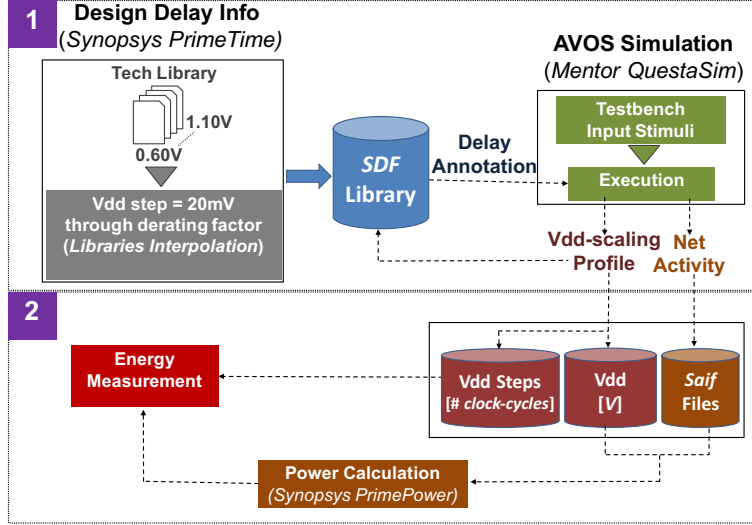 1
Design Delay Info
(Synopsys PrimeTime)
Tech Library
1.10V
0.60V
Vdd step = 20mV
through derating factor
(Libraries Interpolation)
SDF
Library
Delay
Annotation
AVOS Simulation
(Mentor QuestaSim)
Testbench
Input Stimuli
Execution
Vdd-scaling
Profile
Net
Activity
2
Energy
Measurement
Vdd Steps
[# clock-cycles]
Vdd
[V]
Saif
Files
Power Calculation
(Synopsys PrimePower)